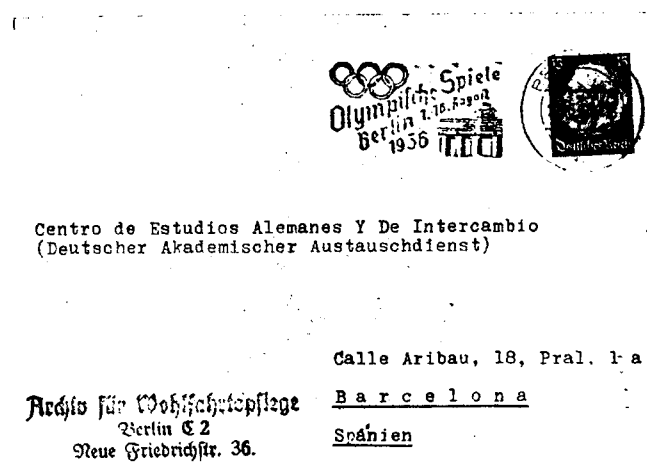 Olympische Spiele
Berlin 1.-16. August
1936
Deutsches Reich
Centro de Estudios Alemanes Y De Intercambio
(Deutscher Akademischer Austauschdienst)
Calle Aribau, 18, Pral. 1ª
Barcelona
Spanien
Archiv für Wohlfahrtspflege
Berlin C 2
Neue Friedrichstr. 36.